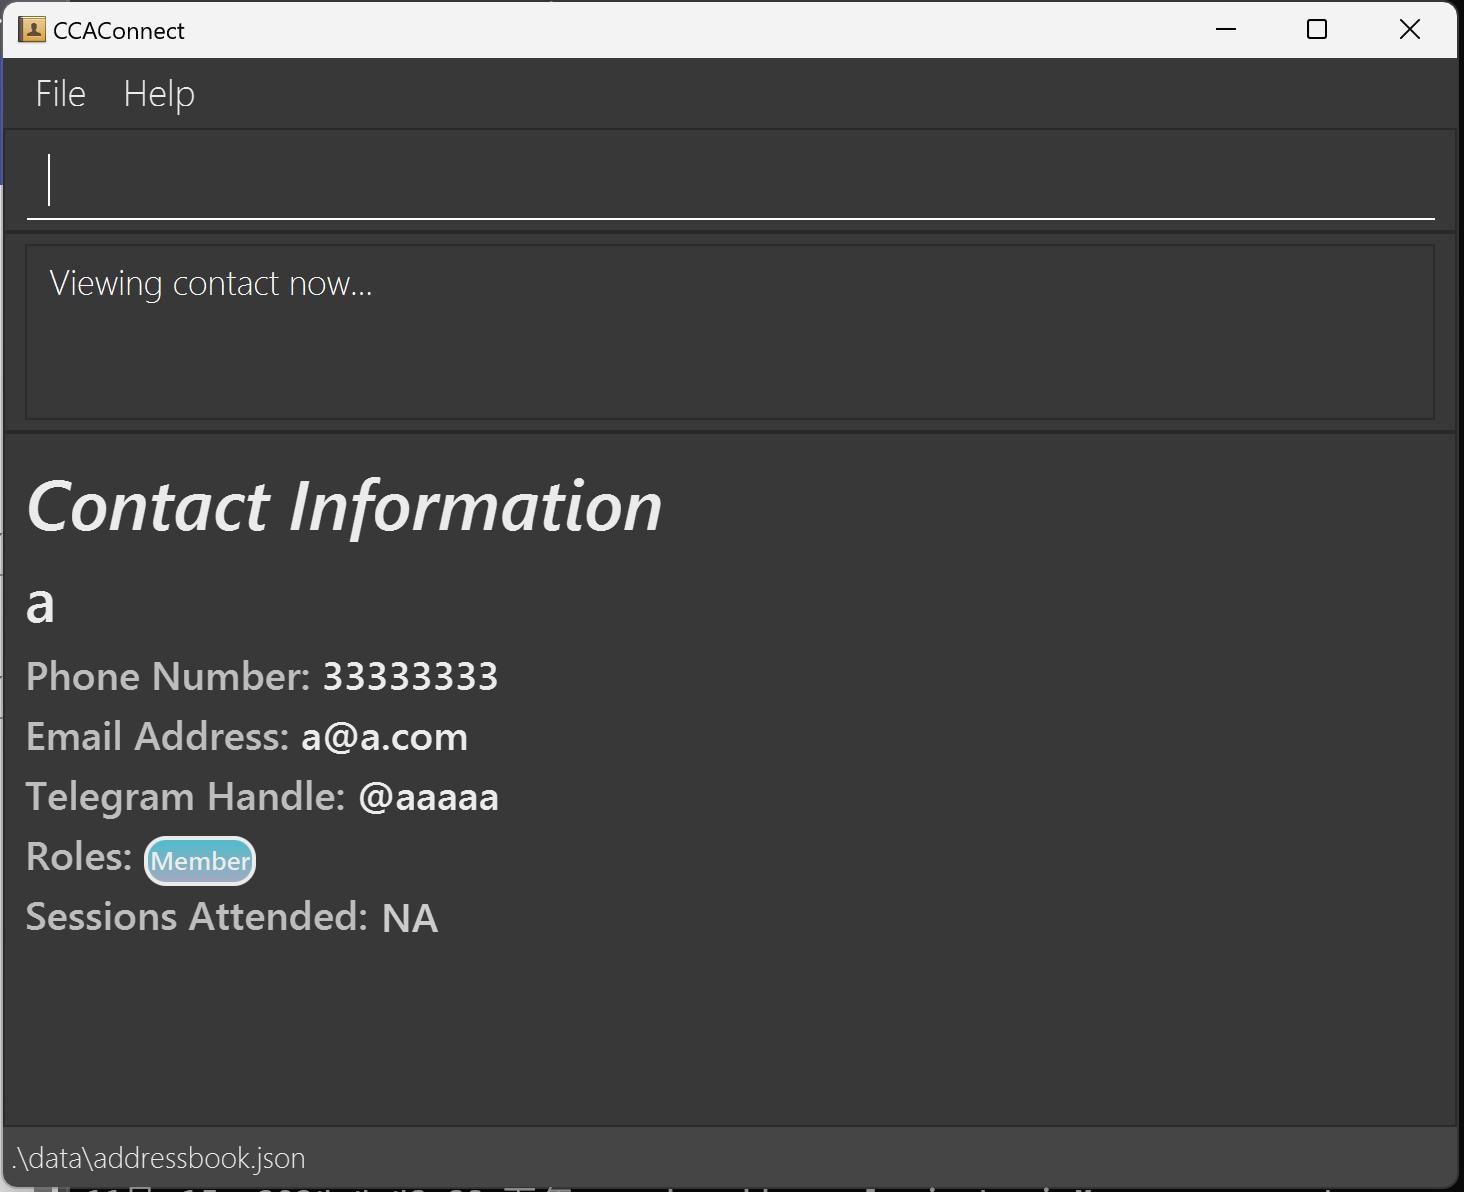 CCAConnect
File Help
Viewing contact now...
Contact Information
a
Phone Number: 33333333
Email Address: a@a.com
Telegram Handle: @aaaaa
Roles: Member
Sessions Attended: NA
.\data\addressbook.json